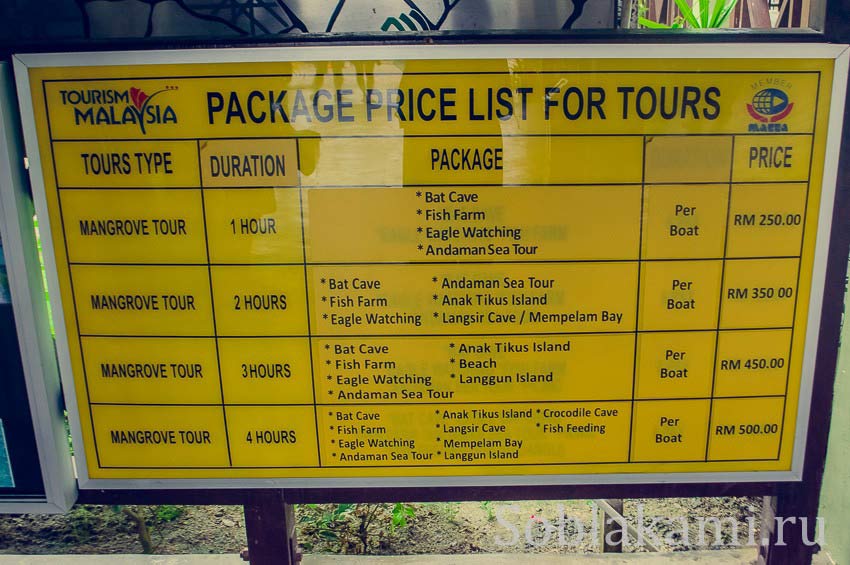 TOURISM MALAYSIA
PACKAGE PRICE LIST FOR TOURS
MEMBER
MATTA
TOURS TYPE DURATION PACKAGE PRICE
MANGROVE TOUR 1 HOUR
* Bat Cave
* Fish Farm
* Eagle Watching
* Andaman Sea Tour
Per Boat RM 250.00
MANGROVE TOUR 2 HOURS
* Bat Cave * Andaman Sea Tour
* Fish Farm * Anak Tikus Island
* Eagle Watching * Langsir Cave / Mempelam Bay
Per Boat RM 350 00
MANGROVE TOUR 3HOURS
* Bat Cave * Anak Tikus Island
* Fish Farm * Beach
* Eagle Watching * Langgun Island
* Andaman Sea Tour
Per Boat RM 450.00
MANGROVE TOUR 4 HOURS
* Bat Cave * Anak Tikus Island * Crocodile Cave
* Fish Farm * Langsir Cave * Fish Feeding
* Eagle Watching * Mempelam Bay
* Andaman Sea Tour * Langgun Island
Per Boat RM 500.00
Soblakami.ru